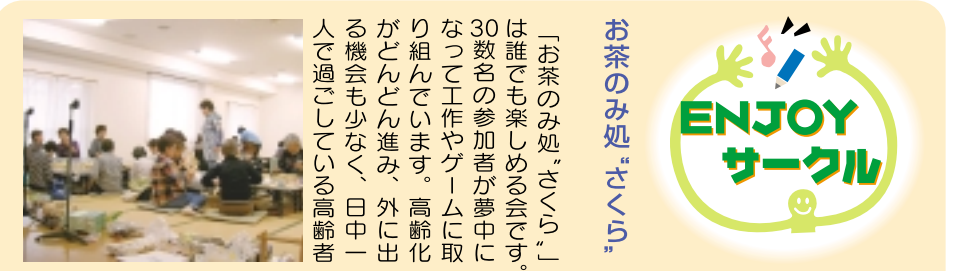 ENJOY
サークル
お茶のみ処〝さくら〟
「お茶のみ処〝さくら〟」
は誰でも楽しめる会です。
30数名の参加者が夢中に
なって工作やゲームに取
り組んでいます。高齢化
がどんどん進み、外に出
る機会も少なく、日中一
人で過ごしている高齢者